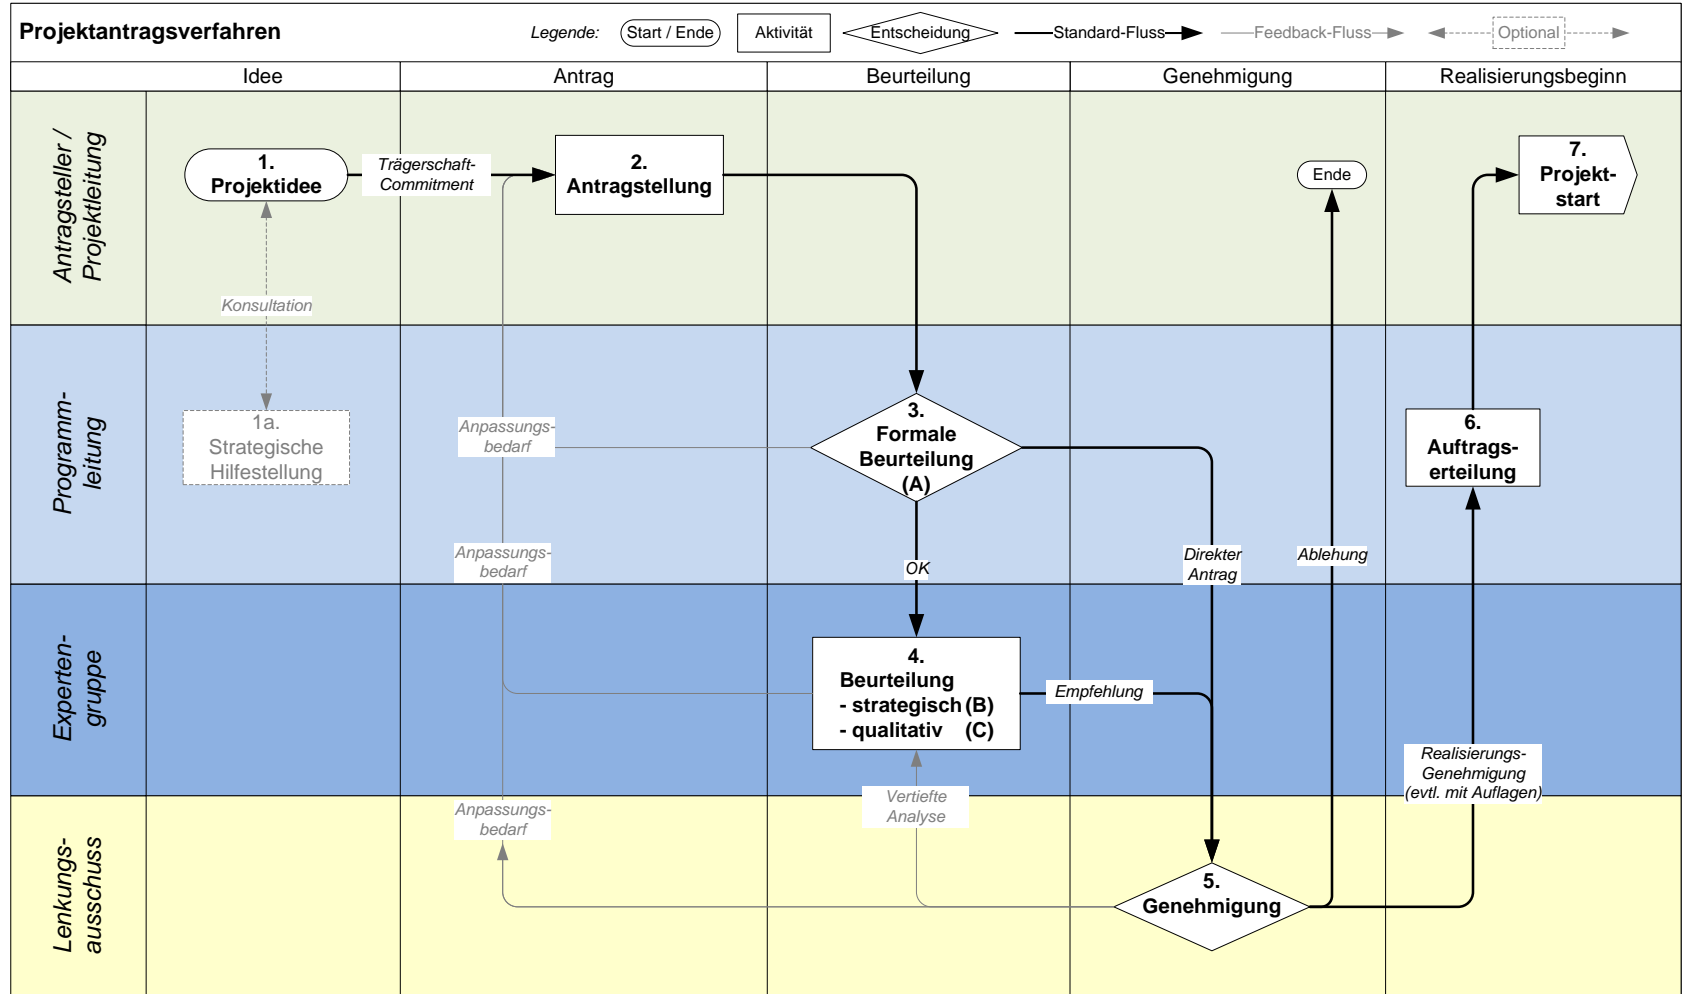 Projektantragsverfahren
Legende:
Start / Ende
Aktivität
Entscheidung
Standard-Fluss
Feedback-Fluss
Optional
Idee
Antrag
Beurteilung
Genehmigung
Realisierungsbeginn
Antragsteller /
Projektleitung
1.
Projektidee
Trägerschaft-
Commitment
2.
Antragstellung
Ende
7.
Projekt-
start
Konsultation
Programm-
leitung
1a.
Strategische
Hilfestellung
Anpassungs-
bedarf
3.
Formale
Beurteilung
(A)
6.
Auftrags-
erteilung
Anpassungs-
bedarf
OK
Direkter
Antrag
Ablehung
Experten-
gruppe
4.
Beurteilung
- strategisch (B)
- qualitativ (C)
Empfehlung
Realisierungs-
Genehmigung
(evtl. mit Auflagen)
Lenkungs-
ausschuss
Anpassungs-
bedarf
Vertiefte
Analyse
5.
Genehmigung